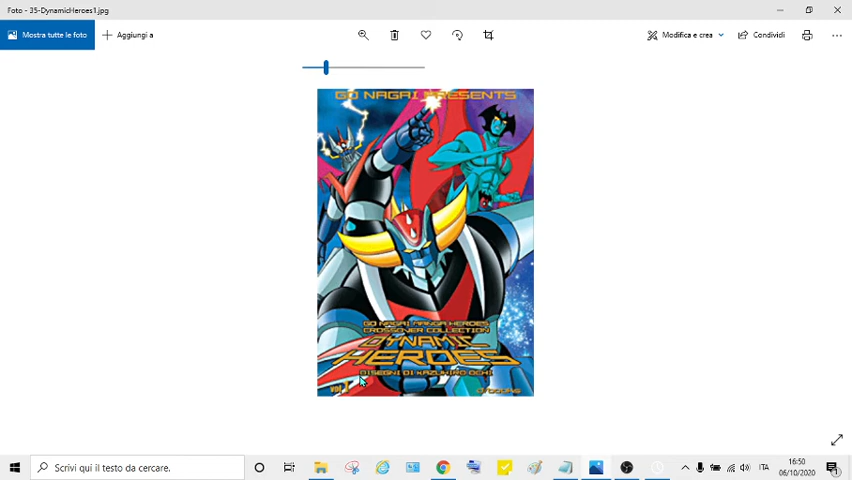 Foto - 35-DynamicHeroes1.jpg
Mostra tutte le foto
Aggiungi a
Modifica e crea
Condividi
GO NAGAI PRESENTS
GO NAGAI MANGA HEROES
CROSSOVER COLLECTION
DYNAMIC
HEROES
DISEGNI DI KAZUHIRO OCHI
vol 1
Scrivi qui il testo da cercare.
ITA
16:50
06/10/2020